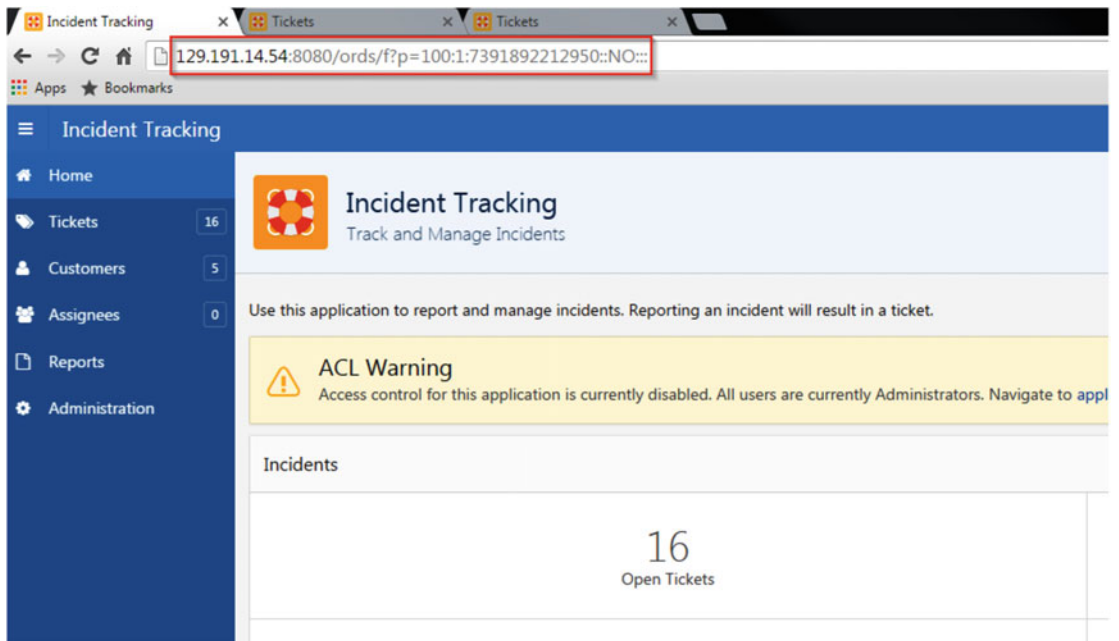 Incident Tracking
Tickets
Tickets
129.191.14.54:8080/ords/f?p=100:1:7391892212950::NO:::
Apps
Bookmarks
Incident Tracking
Home
Tickets 16
Customers 5
Assignees 0
Reports
Administration
Incident Tracking
Track and Manage Incidents
Use this application to report and manage incidents. Reporting an incident will result in a ticket.
ACL Warning
Access control for this application is currently disabled. All users are currently Administrators. Navigate to appl
Incidents
16
Open Tickets